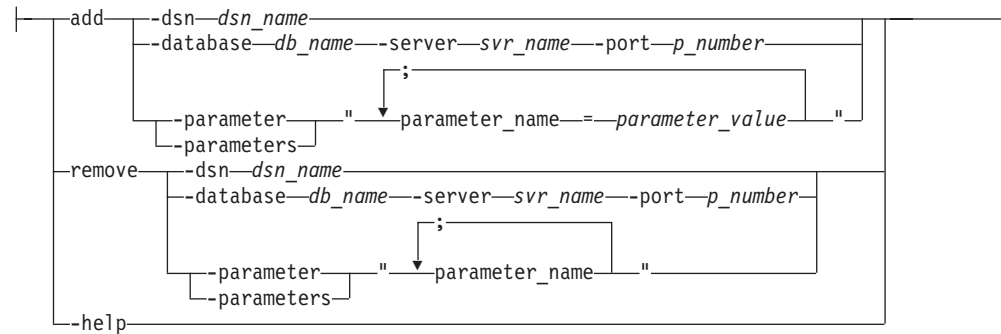 add -dsn dsn_name
-database db_name -server svr_name -port p_number
;
-parameter " parameter_name = parameter_value "
-parameters
remove -dsn dsn_name
-database db_name -server svr_name -port p_number
;
-parameter " parameter_name "
-parameters
-help